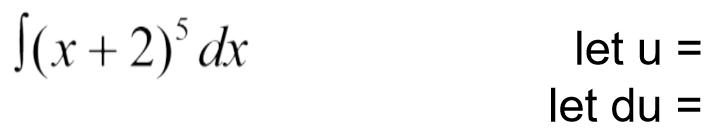 ∫(x + 2)⁵ dx
let u =
let du =